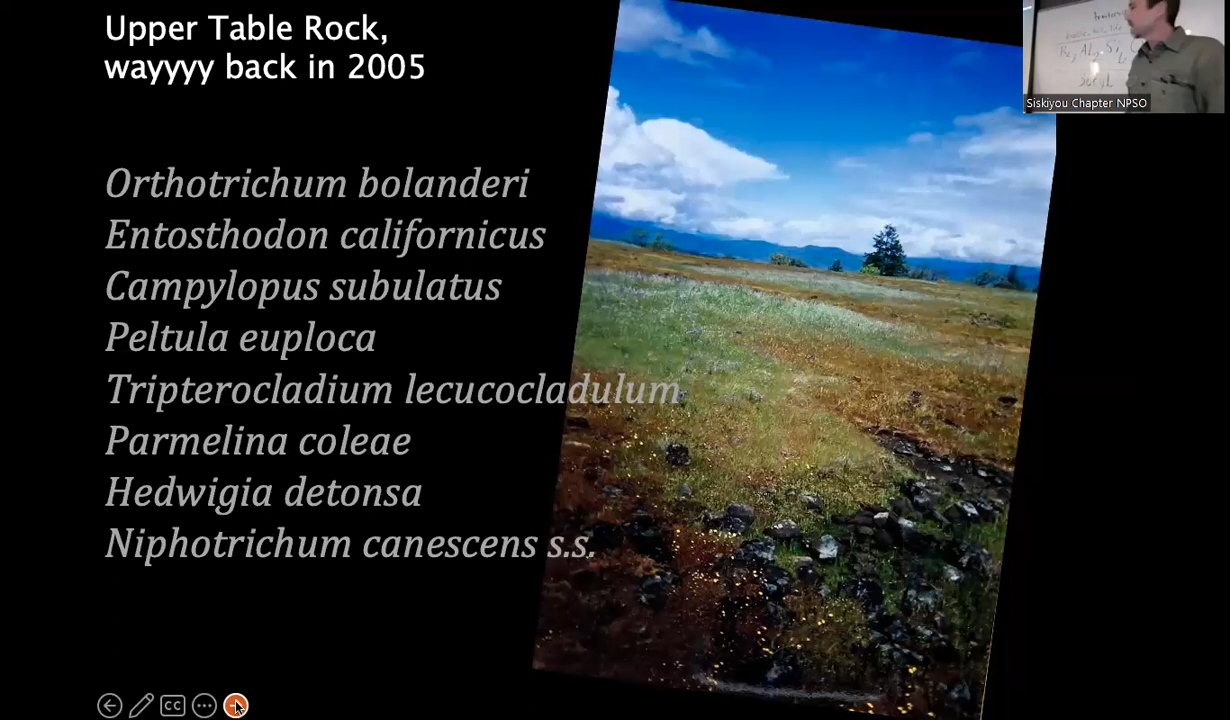 Upper Table Rock,
wayyyy back in 2005
Orthotrichum bolanderi
Entosthodon californicus
Campylopus subulatus
Peltula euploca
Tripterocladium lecucocladulum
Parmelina coleae
Hedwigia detonsa
Niphotrichum canescens s.s.
Siskiyou Chapter NPSO
CC